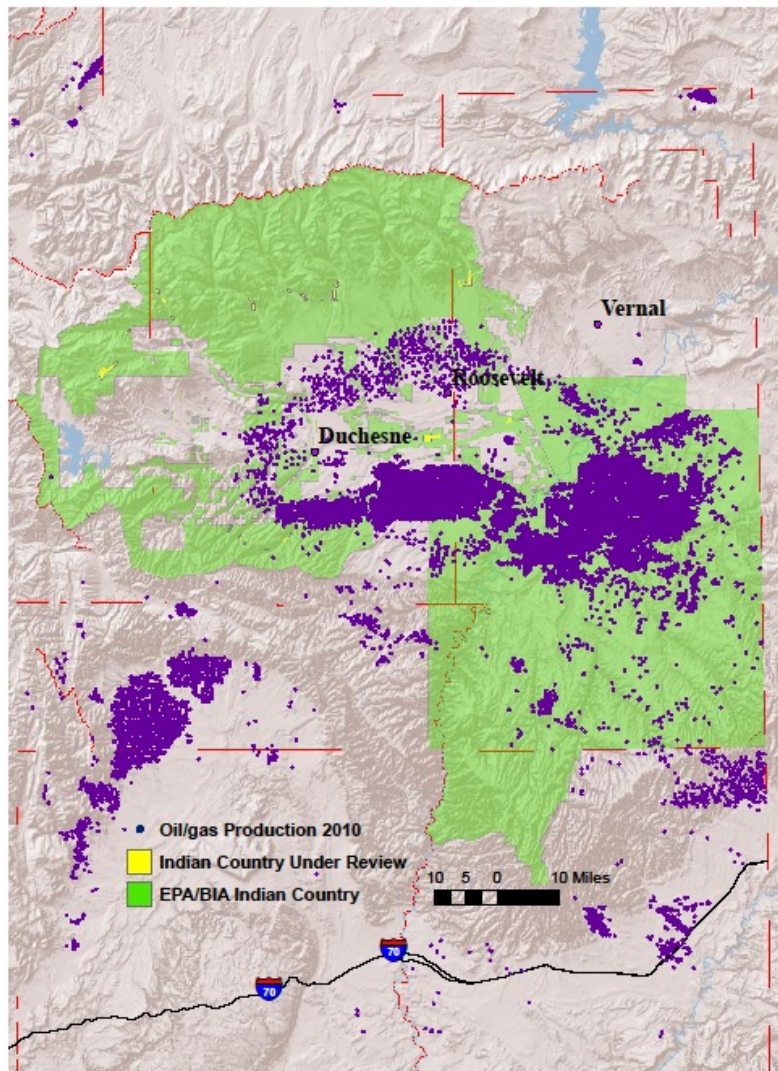 Vernal
Roosevelt
Duchesne
Oil/gas Production 2010
Indian Country Under Review
EPA/BIA Indian Country
10 5 0 10 Miles
70
70